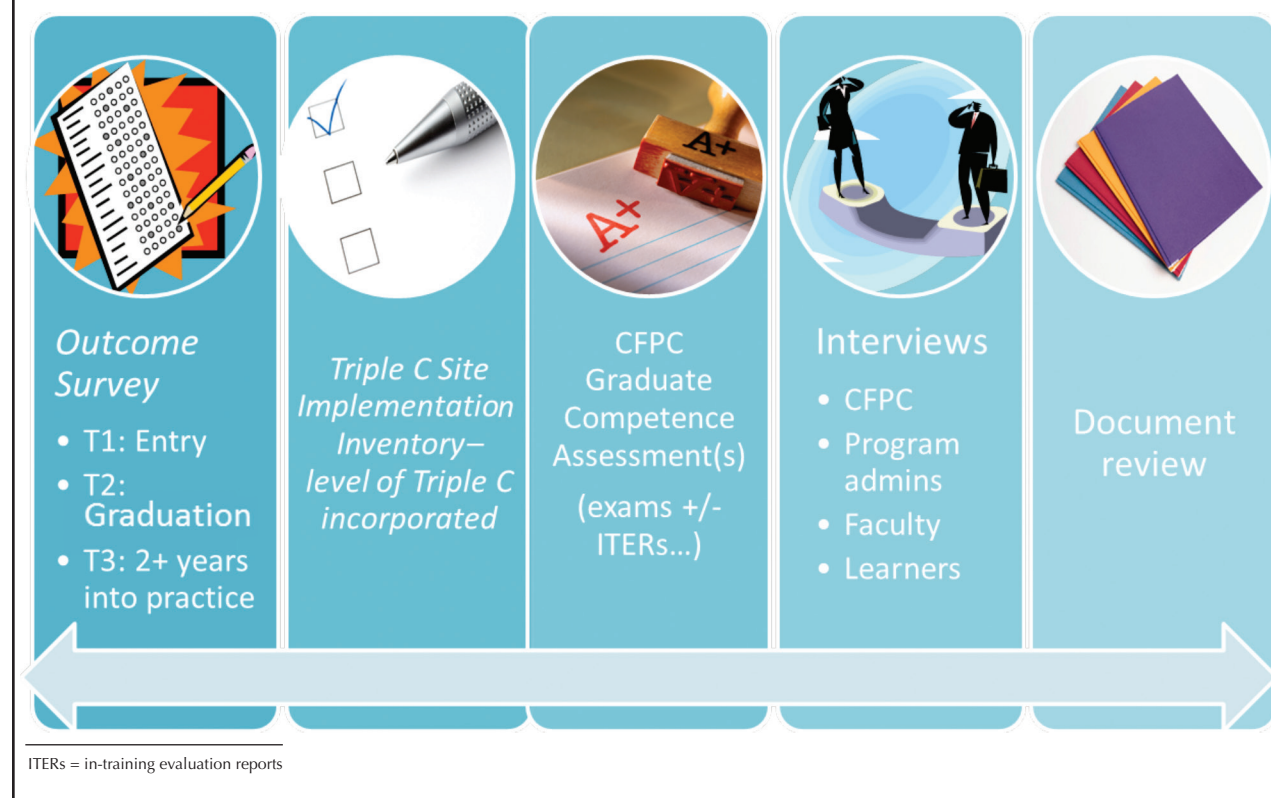 A+
A+
Outcome
Survey
• T1: Entry
• T2:
Graduation
• T3: 2+ years
into practice
Triple C Site
Implementation
Inventory–
level of Triple C
incorporated
CFPC
Graduate
Competence
Assessment(s)
(exams +/-
ITERs...)
Interviews
• CFPC
• Program
admins
• Faculty
• Learners
Document
review
ITERs = in-training evaluation reports